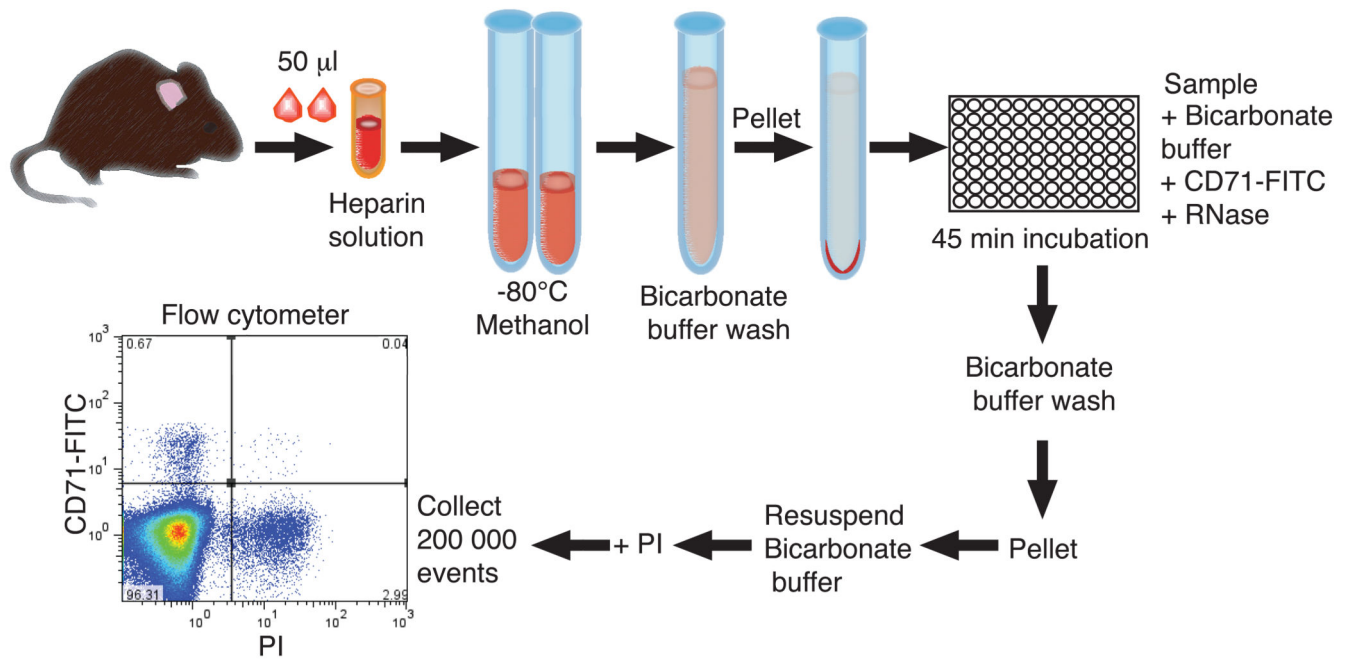 50 µl
Heparin
solution
-80°C
Methanol
Bicarbonate
buffer wash
Pellet
45 min incubation
Sample
+ Bicarbonate
buffer
+ CD71-FITC
+ RNase
Bicarbonate
buffer wash
Pellet
Resuspend
Bicarbonate
buffer
+ PI
Collect
200 000
events
Flow cytometer
CD71-FITC
10³
10²
10¹
10⁰
0.67
0.04
96.31
2.99
10⁰
10¹
10²
10³
PI